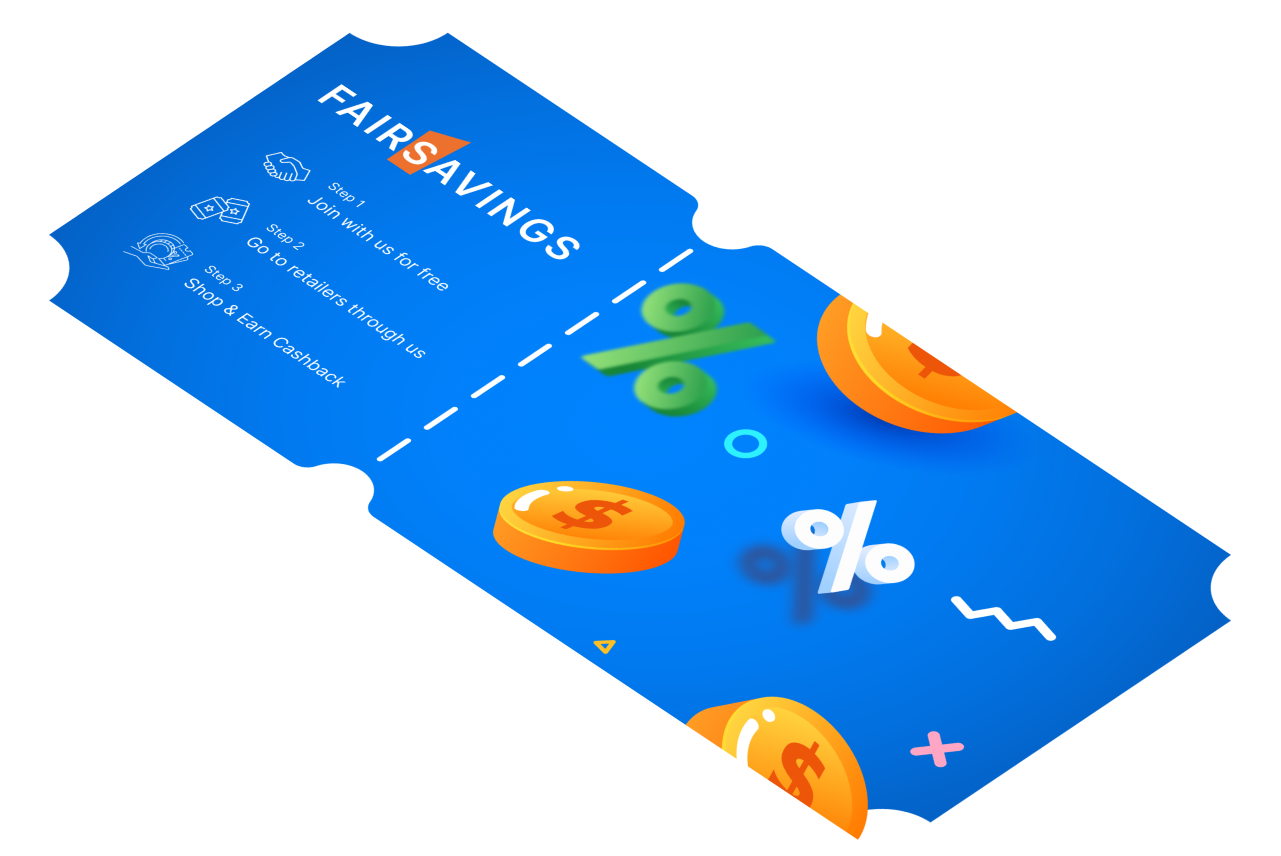 FAIRSAVINGS
Step 1
Join with us for free
Step 2
Go to retailers through us
Step 3
Shop & Earn Cashback
%
$
$
%
$